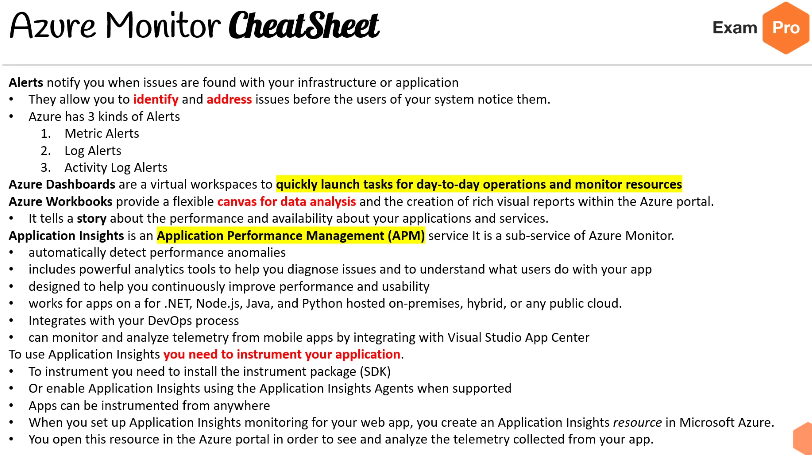 Azure Monitor CheatSheet
Exam Pro
Alerts notify you when issues are found with your infrastructure or application
• They allow you to identify and address issues before the users of your system notice them.
• Azure has 3 kinds of Alerts
1. Metric Alerts
2. Log Alerts
3. Activity Log Alerts
Azure Dashboards are a virtual workspaces to quickly launch tasks for day-to-day operations and monitor resources
Azure Workbooks provide a flexible canvas for data analysis and the creation of rich visual reports within the Azure portal.
• It tells a story about the performance and availability about your applications and services.
Application Insights is an Application Performance Management (APM) service It is a sub-service of Azure Monitor.
• automatically detect performance anomalies
• includes powerful analytics tools to help you diagnose issues and to understand what users do with your app
• designed to help you continuously improve performance and usability
• works for apps on a for .NET, Node.js, Java, and Python hosted on-premises, hybrid, or any public cloud.
• Integrates with your DevOps process
• can monitor and analyze telemetry from mobile apps by integrating with Visual Studio App Center
To use Application Insights you need to instrument your application.
• To instrument you need to install the instrument package (SDK)
• Or enable Application Insights using the Application Insights Agents when supported
• Apps can be instrumented from anywhere
• When you set up Application Insights monitoring for your web app, you create an Application Insights resource in Microsoft Azure.
• You open this resource in the Azure portal in order to see and analyze the telemetry collected from your app.